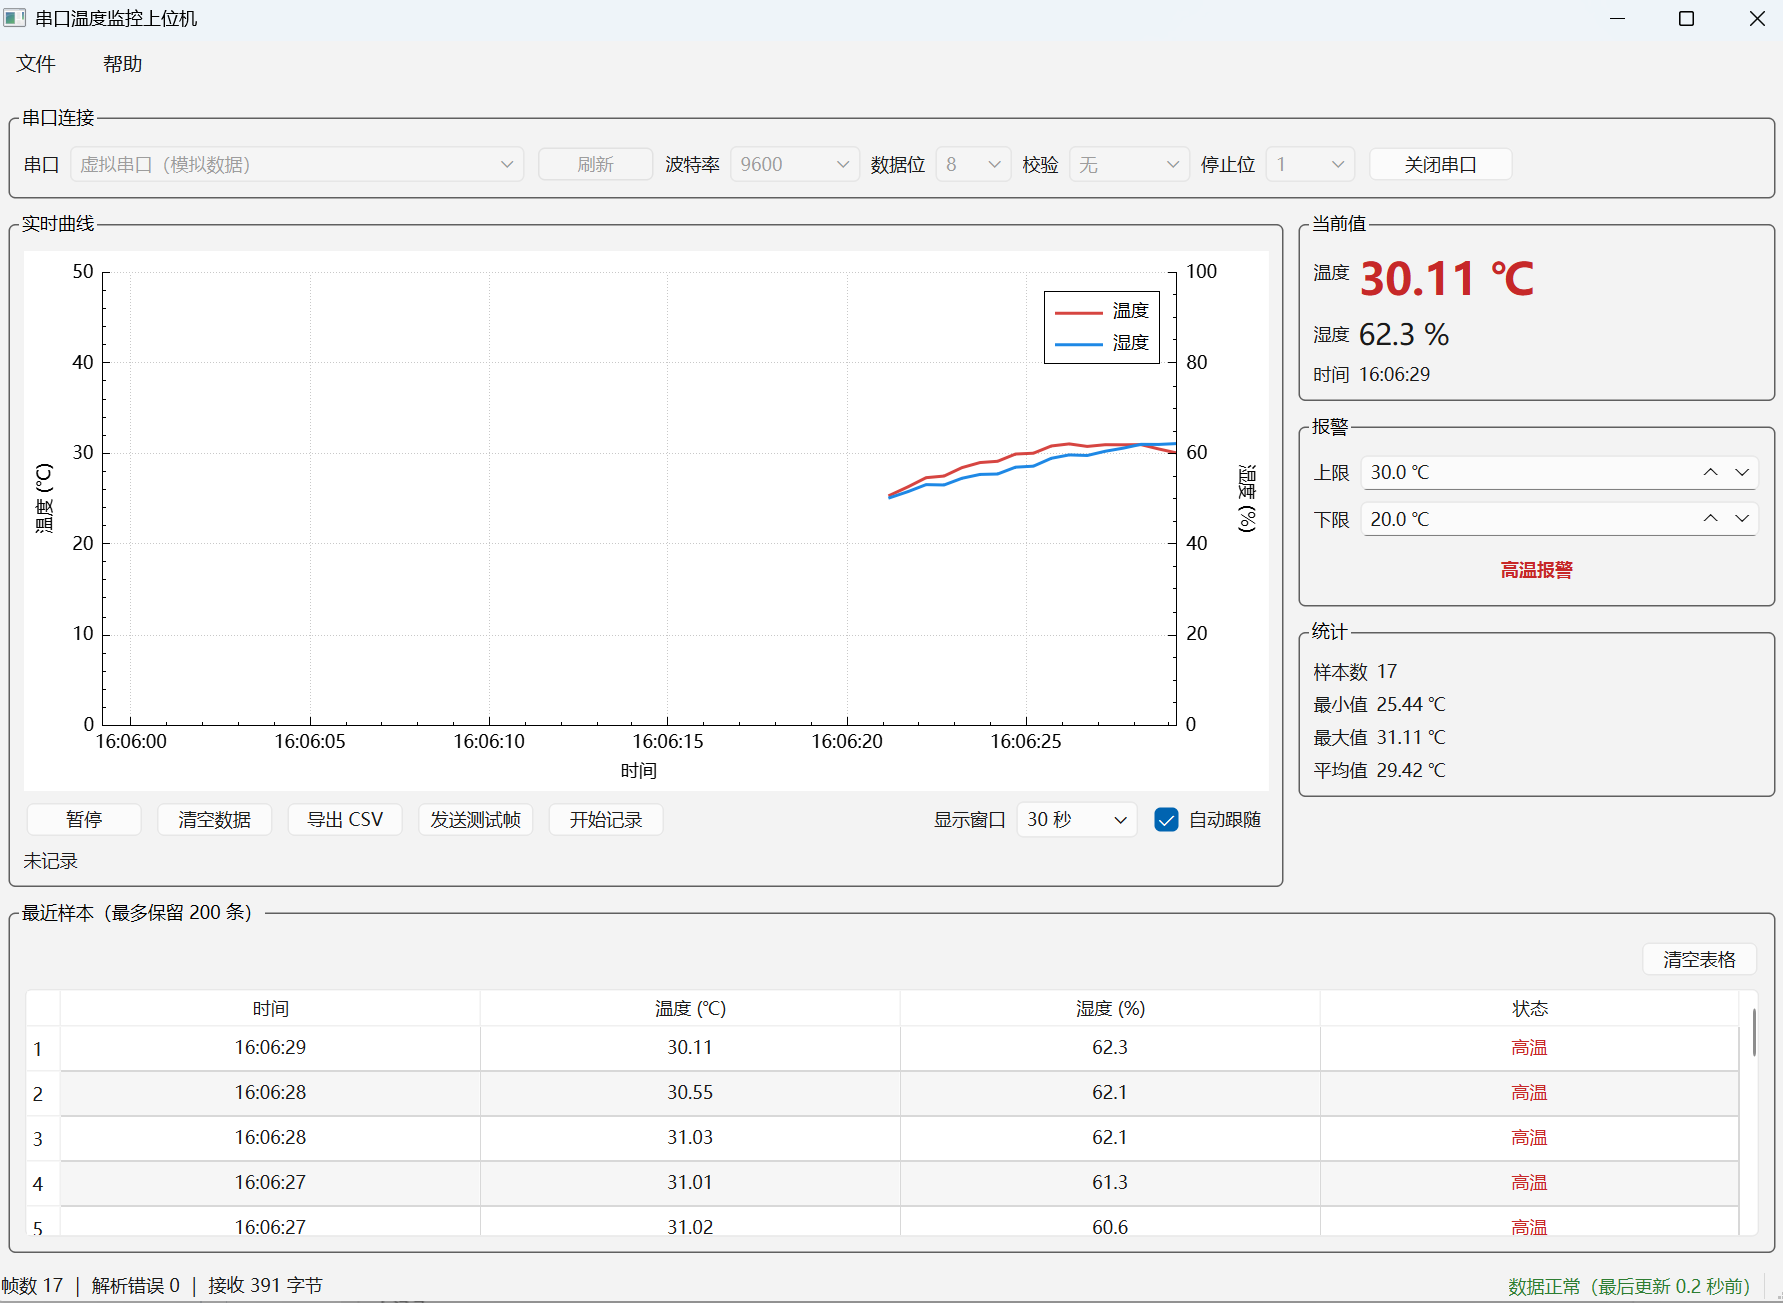 串口温度监控上位机
文件 帮助
串口连接
串口 虚拟串口（模拟数据） 刷新 波特率 9600 数据位 8 校验 无 停止位 1 关闭串口
实时曲线
50
40
30
20
10
0
温度 (℃)
100
80
60
40
20
0
湿度 (%)
温度
湿度
16:06:00 16:06:05 16:06:10 16:06:15 16:06:20 16:06:25
时间
暂停 清空数据 导出 CSV 发送测试帧 开始记录 显示窗口 30 秒 自动跟随
未记录
当前值
温度 30.11 ℃
湿度 62.3 %
时间 16:06:29
报警
上限 30.0 ℃
下限 20.0 ℃
高温报警
统计
样本数 17
最小值 25.44 ℃
最大值 31.11 ℃
平均值 29.42 ℃
最近样本（最多保留 200 条）
清空表格
时间 温度 (℃) 湿度 (%) 状态
1 16:06:29 30.11 62.3 高温
2 16:06:28 30.55 62.1 高温
3 16:06:28 31.03 62.1 高温
4 16:06:27 31.01 61.3 高温
5 16:06:27 31.02 60.6 高温
帧数 17 | 解析错误 0 | 接收 391 字节
数据正常（最后更新 0.2 秒前）